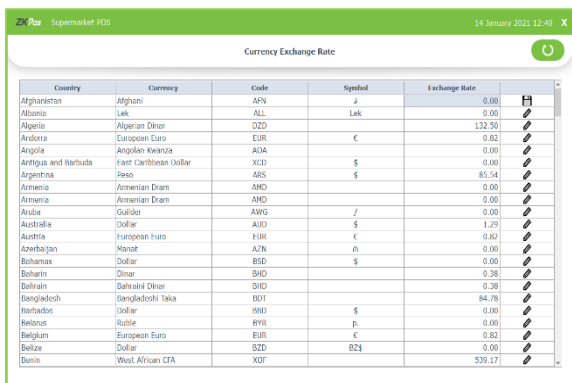 ZKPos Supermarket POS 14 January 2021 12:40 X
Currency Exchange Rate
Country Currency Code Symbol Exchange Rate
Afghanistan Afghani AFN ؋ 0.00
Albania Lek ALL Lek 0.00
Algeria Algerian Dinar DZD 132.50
Andorra European Euro EUR € 0.82
Angola Angolan Kwanza AOA 0.00
Antigua and Barbuda East Caribbean Dollar XCD $ 0.00
Argentina Peso ARS $ 85.54
Armenia Armenian Dram AMD 0.00
Armenia Armenian Dram AMD 0.00
Aruba Guilder AWG ƒ 0.00
Australia Dollar AUD $ 1.29
Austria European Euro EUR € 0.82
Azerbaijan Manat AZN ₼ 0.00
Bahamas Dollar BSD $ 0.00
Baharin Dinar BHD 0.38
Bahrain Bahraini Dinar BHD 0.38
Bangladesh Bangladeshi Taka BDT 84.78
Barbados Dollar BBD $ 0.00
Belarus Ruble BYR p. 0.00
Belgium European Euro EUR € 0.82
Belize Dollar BZD BZ$ 0.00
Benin West African CFA XOF 539.17